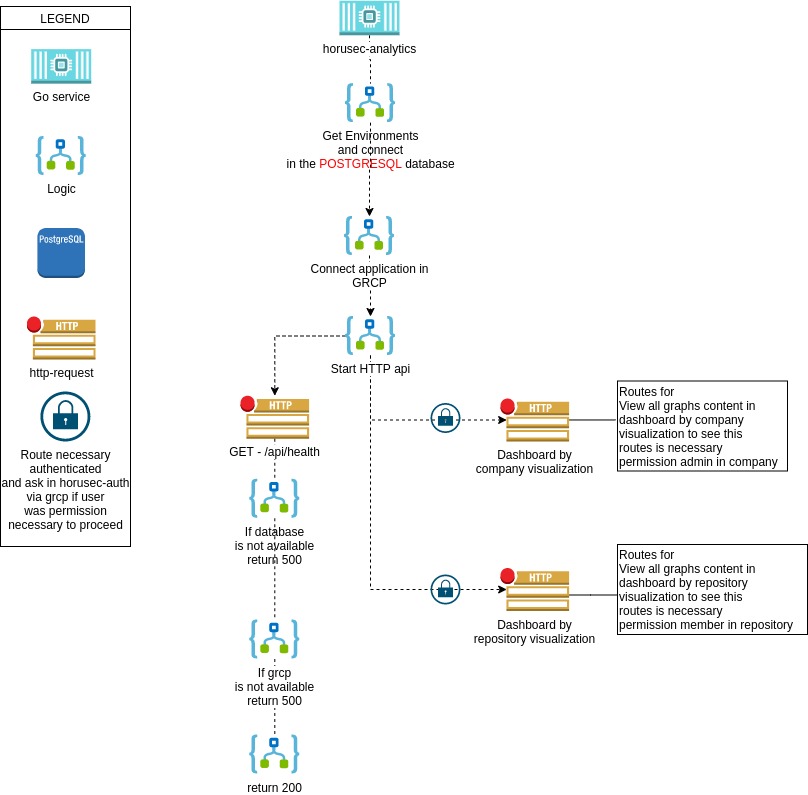 LEGEND
Go service
Logic
PostgreSQL
HTTP
http-request
Route necessary
authenticated
and ask in horusec-auth
via grcp if user
was permission
necessary to proceed
horusec-analytics
Get Environments
and connect
in the POSTGRESQL database
Connect application in
GRCP
Start HTTP api
HTTP
GET - /api/health
If database
is not available
return 500
If grcp
is not available
return 500
return 200
HTTP
Dashboard by
company visualization
Routes for
View all graphs content in
dashboard by company
visualization to see this
routes is necessary
permission admin in company
HTTP
Dashboard by
repository visualization
Routes for
View all graphs content in
dashboard by repository
visualization to see this
routes is necessary
permission member in repository